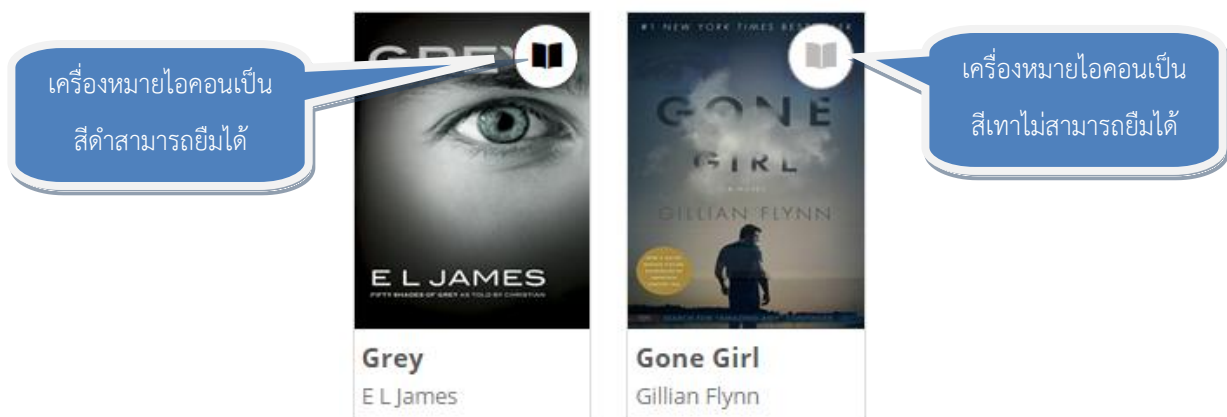 เครื่องหมายไอคอนเป็น
สีดำสามารถยืมได้
GREY
E L JAMES
FIFTY SHADES OF GREY AS TOLD BY CHRISTIAN
Grey
E L James
#1 NEW YORK TIMES BESTSELLER
GONE
GIRL
A NOVEL
GILLIAN FLYNN
Gone Girl
Gillian Flynn
เครื่องหมายไอคอนเป็น
สีเทาไม่สามารถยืมได้